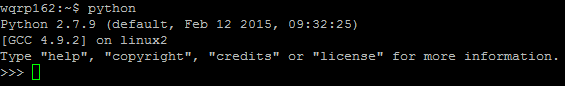 wqrp162:~$ python
Python 2.7.9 (default, Feb 12 2015, 09:32:25)
[GCC 4.9.2] on linux2
Type "help", "copyright", "credits" or "license" for more information.
>>>